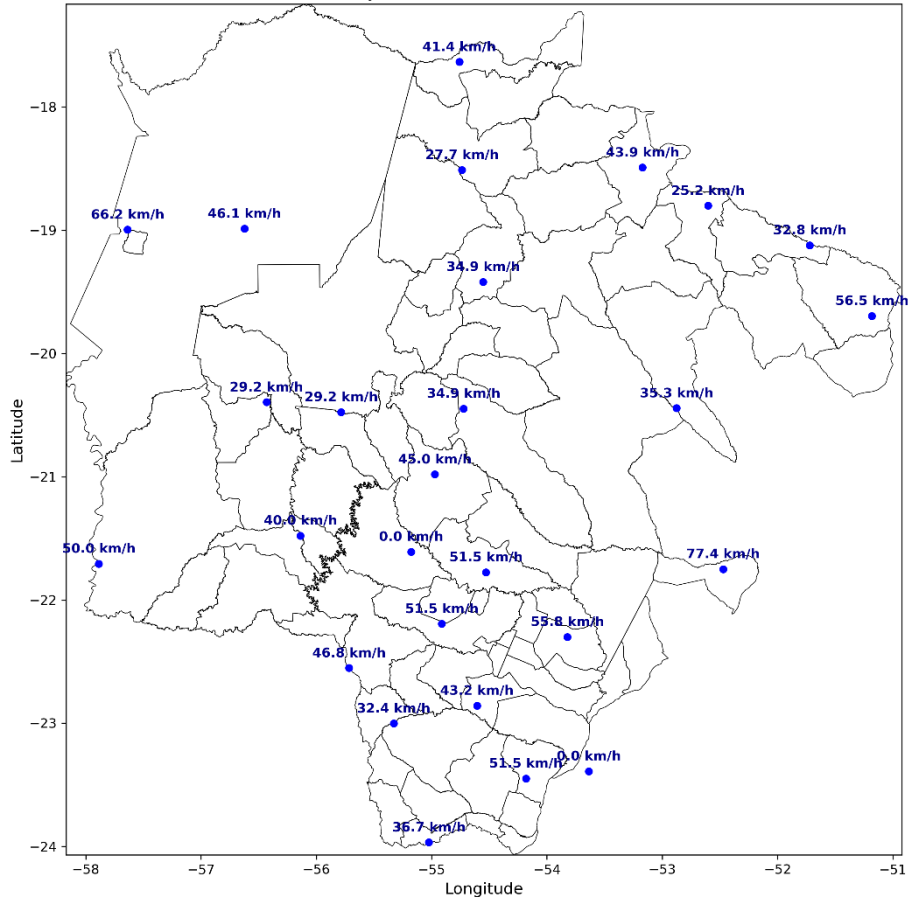 41.4 km/h
−18
27.7 km/h
43.9 km/h
25.2 km/h
66.2 km/h
46.1 km/h
32.8 km/h
−19
34.9 km/h
56.5 km/h
−20
29.2 km/h
29.2 km/h
34.9 km/h
35.3 km/h
Latitude
45.0 km/h
−21
40.0 km/h
50.0 km/h
0.0 km/h
51.5 km/h
77.4 km/h
−22
51.5 km/h
55.8 km/h
46.8 km/h
43.2 km/h
32.4 km/h
−23
51.5 km/h
0.0 km/h
36.7 km/h
−24
−58
−57
−56
−55
−54
−53
−52
−51
Longitude